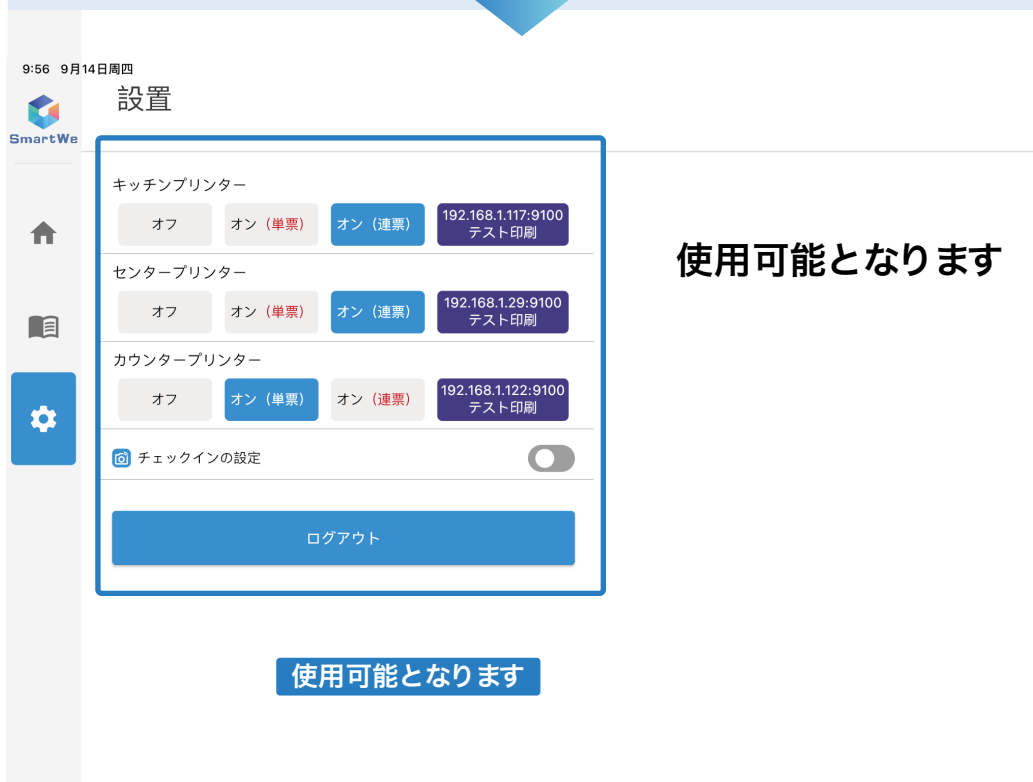 9:56 9月14日周四
設置
SmartWe
キッチンプリンター
オフ
オン（単票）
オン（連票）
192.168.1.117:9100
テスト印刷
センタープリンター
オフ
オン（単票）
オン（連票）
192.168.1.29:9100
テスト印刷
カウンタープリンター
オフ
オン（単票）
オン（連票）
192.168.1.122:9100
テスト印刷
チェックインの設定
ログアウト
使用可能となります
使用可能となります